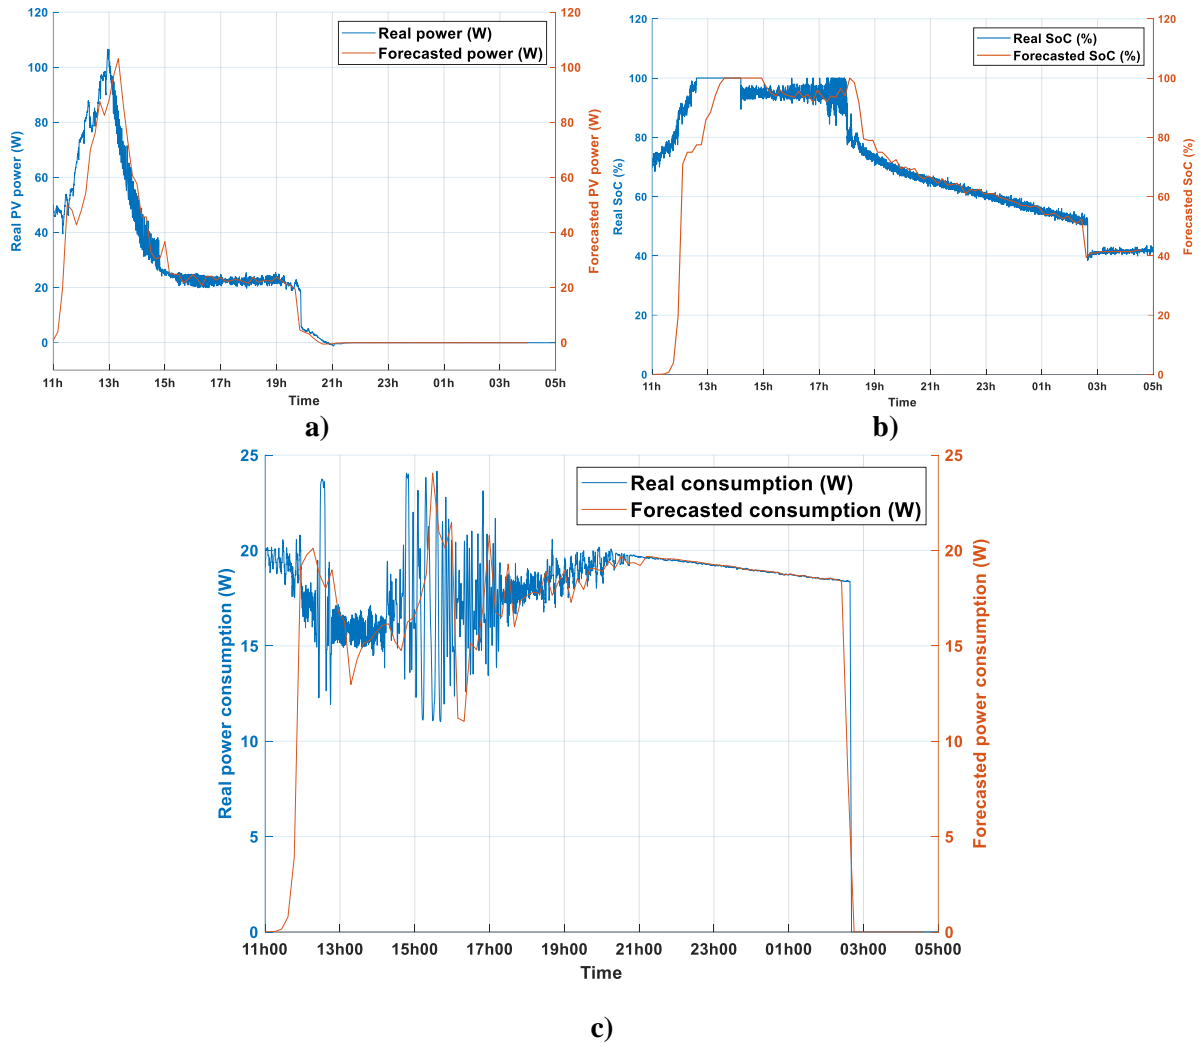 120
100
80
60
40
20
0
Real PV power (W)
Real power (W)
Forecasted power (W)
120
100
80
60
40
20
0
Forecasted PV power (W)
11h 13h 15h 17h 19h 21h 23h 01h 03h 05h
Time
a)
120
100
80
60
40
20
0
Real SoC (%)
Real SoC (%)
Forecasted SoC (%)
120
100
80
60
40
20
0
Forecasted SoC (%)
11h 13h 15h 17h 19h 21h 23h 01h 03h 05h
Time
b)
25
20
15
10
5
0
Real power consumption (W)
Real consumption (W)
Forecasted consumption (W)
25
20
15
10
5
0
Forecasted power consumption (W)
11h00 13h00 15h00 17h00 19h00 21h00 23h00 01h00 03h00 05h00
Time
c)